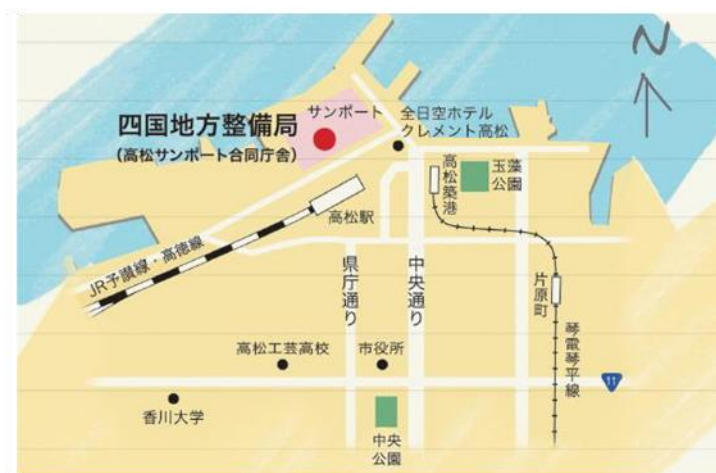 N
サンポート
四国地方整備局
(高松サンポート合同庁舎)
全日空ホテル
クレメント高松
高松築港
玉藻
公園
高松駅
JR予讃線・高徳線
県庁通り
中央通り
片原町
琴電琴平線
高松工芸高校
市役所
11
香川大学
中央
公園